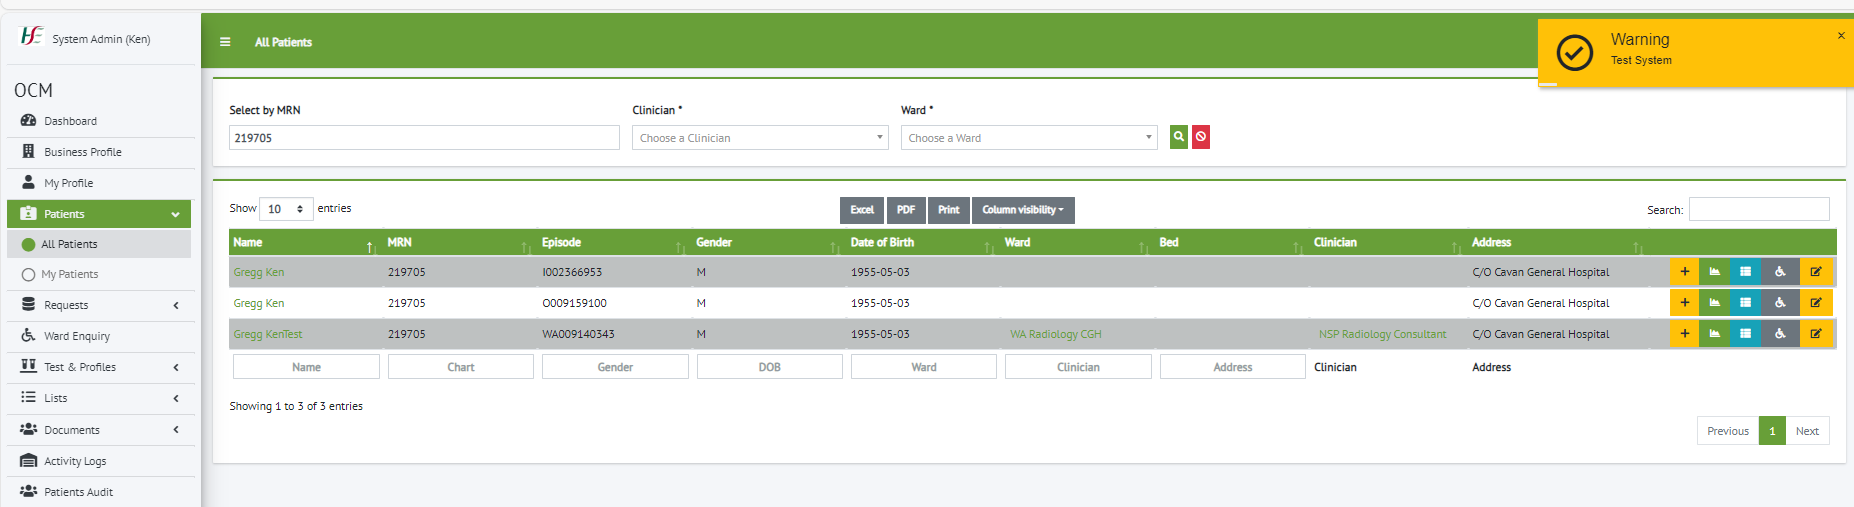 System Admin (Ken)
OCM
Dashboard
Business Profile
My Profile
Patients
All Patients
My Patients
Requests
Ward Enquiry
Test & Profiles
Lists
Documents
Activity Logs
Patients Audit
All Patients
Warning
Test System
×
Select by MRN Clinician * Ward *
219705 Choose a Clinician Choose a Ward
Show 10 entries Excel PDF Print Column visibility Search:
Name MRN Episode Gender Date of Birth Ward Bed Clinician Address
Gregg Ken 219705 I002366953 M 1955-05-03 C/O Cavan General Hospital
Gregg Ken 219705 O009159100 M 1955-05-03 C/O Cavan General Hospital
Gregg KenTest 219705 WA009140343 M 1955-05-03 WA Radiology CGH NSP Radiology Consultant C/O Cavan General Hospital
Name Chart Gender DOB Ward Clinician Address Clinician Address
Showing 1 to 3 of 3 entries
Previous 1 Next